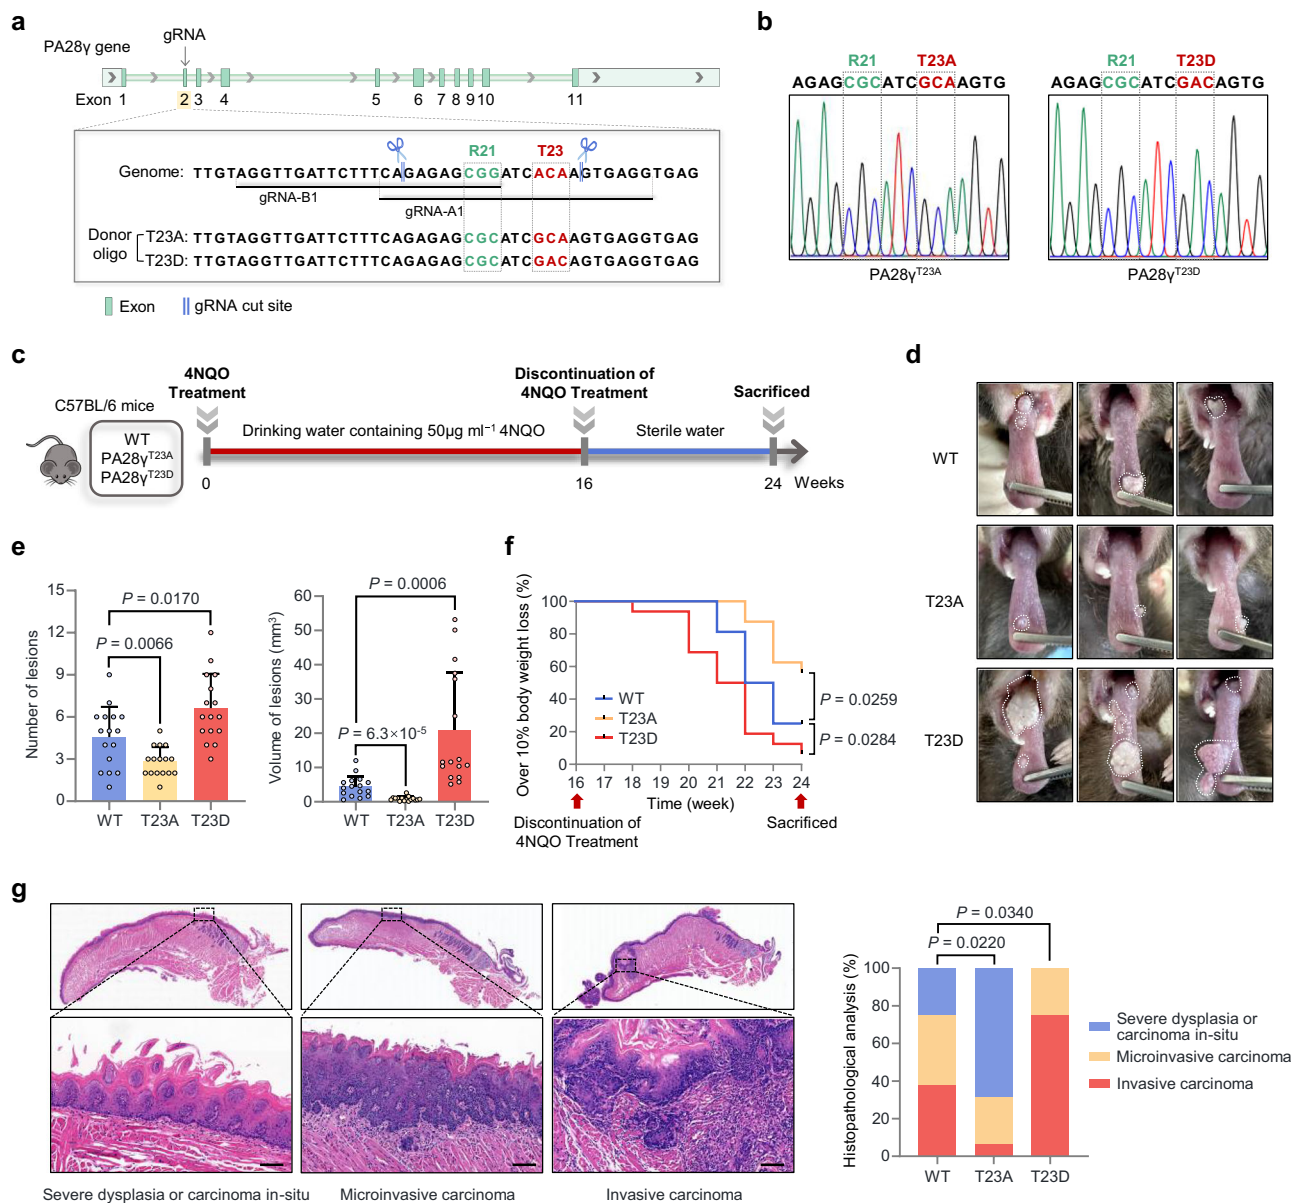 a
PA28γ gene
gRNA
Exon 1 2 3 4 5 6 7 8 9 10 11
R21 T23
Genome: TTGTAGGTTGATTCTTTCAGAGAGCGGATCACAAGTGAGGTGAG
gRNA-B1
gRNA-A1
Donor oligo
T23A: TTGTAGGTTGATTCTTTCAGAGAGCGCATCGCAAGTGAGGTGAG
T23D: TTGTAGGTTGATTCTTTCAGAGAGCGCATCGACAGTGAGGTGAG
Exon gRNA cut site
b
R21 T23A
AGAGCGCATCGCAAGTG
PA28γT23A
R21 T23D
AGAGCGCATCGACAGTG
PA28γT23D
c
4NQO
Treatment
Discontinuation of
4NQO Treatment
Sacrificed
C57BL/6 mice
WT
PA28γT23A
PA28γT23D
Drinking water containing 50μg ml−1 4NQO
Sterile water
0 16 24 Weeks
d
WT
T23A
T23D
e
Number of lesions
15
12
9
6
3
0
P = 0.0170
P = 0.0066
WT T23A T23D
Volume of lesions (mm3)
60
50
40
30
20
10
0
P = 0.0006
P = 6.3×10-5
WT T23A T23D
f
Over 10% body weight loss (%)
100
80
60
40
20
0
WT
T23A
T23D
P = 0.0259
P = 0.0284
16 17 18 19 20 21 22 23 24
Time (week)
Discontinuation of
4NQO Treatment
Sacrificed
g
Severe dysplasia or carcinoma in-situ
Microinvasive carcinoma
Invasive carcinoma
Histopathological analysis (%)
P = 0.0340
P = 0.0220
100
80
60
40
20
0
WT T23A T23D
Severe dysplasia or
carcinoma in-situ
Microinvasive carcinoma
Invasive carcinoma